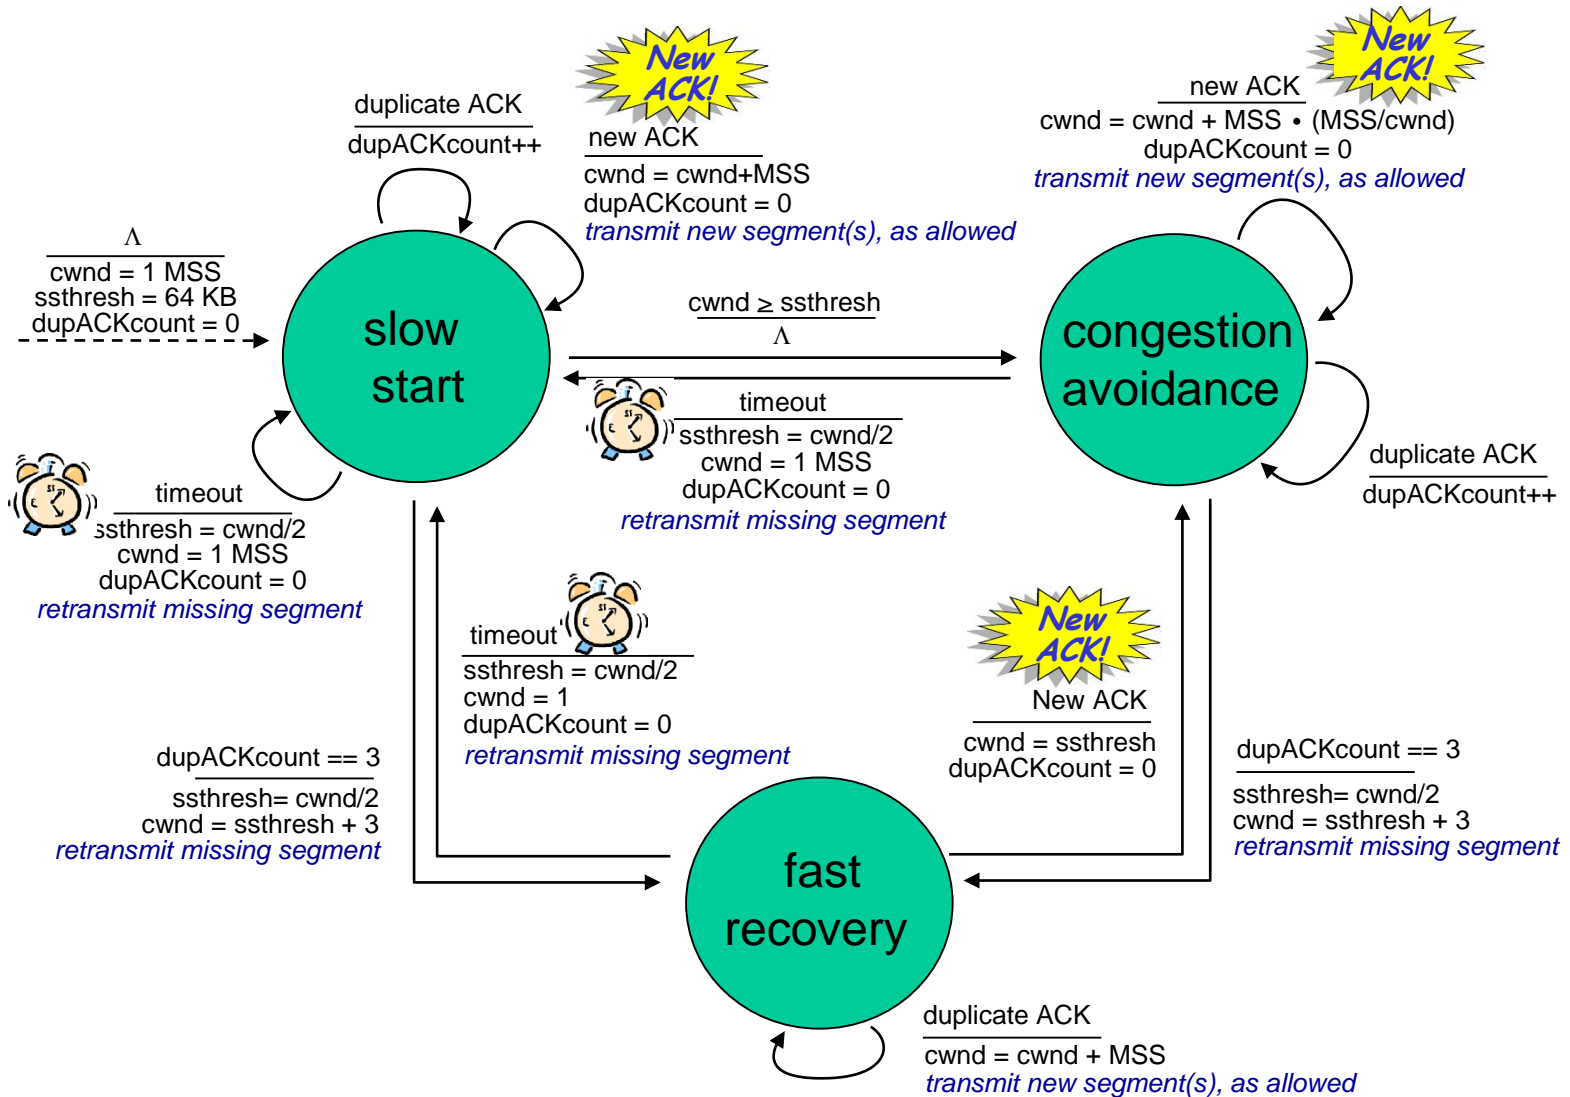 New
ACK!
duplicate ACK
dupACKcount++
new ACK
cwnd = cwnd+MSS
dupACKcount = 0
transmit new segment(s), as allowed
New
ACK!
new ACK
cwnd = cwnd + MSS • (MSS/cwnd)
dupACKcount = 0
transmit new segment(s), as allowed
Λ
cwnd = 1 MSS
ssthresh = 64 KB
dupACKcount = 0
slow
start
cwnd ≥ ssthresh
Λ
congestion
avoidance
timeout
ssthresh = cwnd/2
cwnd = 1 MSS
dupACKcount = 0
retransmit missing segment
duplicate ACK
dupACKcount++
timeout
ssthresh = cwnd/2
cwnd = 1 MSS
dupACKcount = 0
retransmit missing segment
timeout
ssthresh = cwnd/2
cwnd = 1
dupACKcount = 0
retransmit missing segment
New
ACK!
New ACK
cwnd = ssthresh
dupACKcount = 0
dupACKcount == 3
ssthresh= cwnd/2
cwnd = ssthresh + 3
retransmit missing segment
dupACKcount == 3
ssthresh= cwnd/2
cwnd = ssthresh + 3
retransmit missing segment
fast
recovery
duplicate ACK
cwnd = cwnd + MSS
transmit new segment(s), as allowed